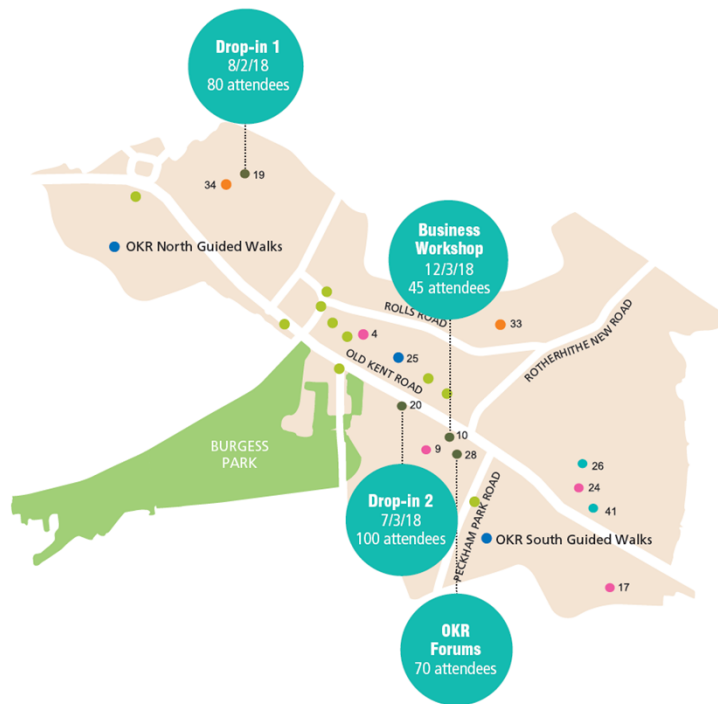 Drop-in 1
8/2/18
80 attendees
19
34
OKR North Guided Walks
Business
Workshop
12/3/18
45 attendees
ROLLS ROAD
33
ROTHERHITHE NEW ROAD
4
25
OLD KENT ROAD
20
BURGESS
PARK
10
9
28
26
24
41
Drop-in 2
7/3/18
100 attendees
PECKHAM PARK ROAD
OKR South Guided Walks
17
OKR
Forums
70 attendees